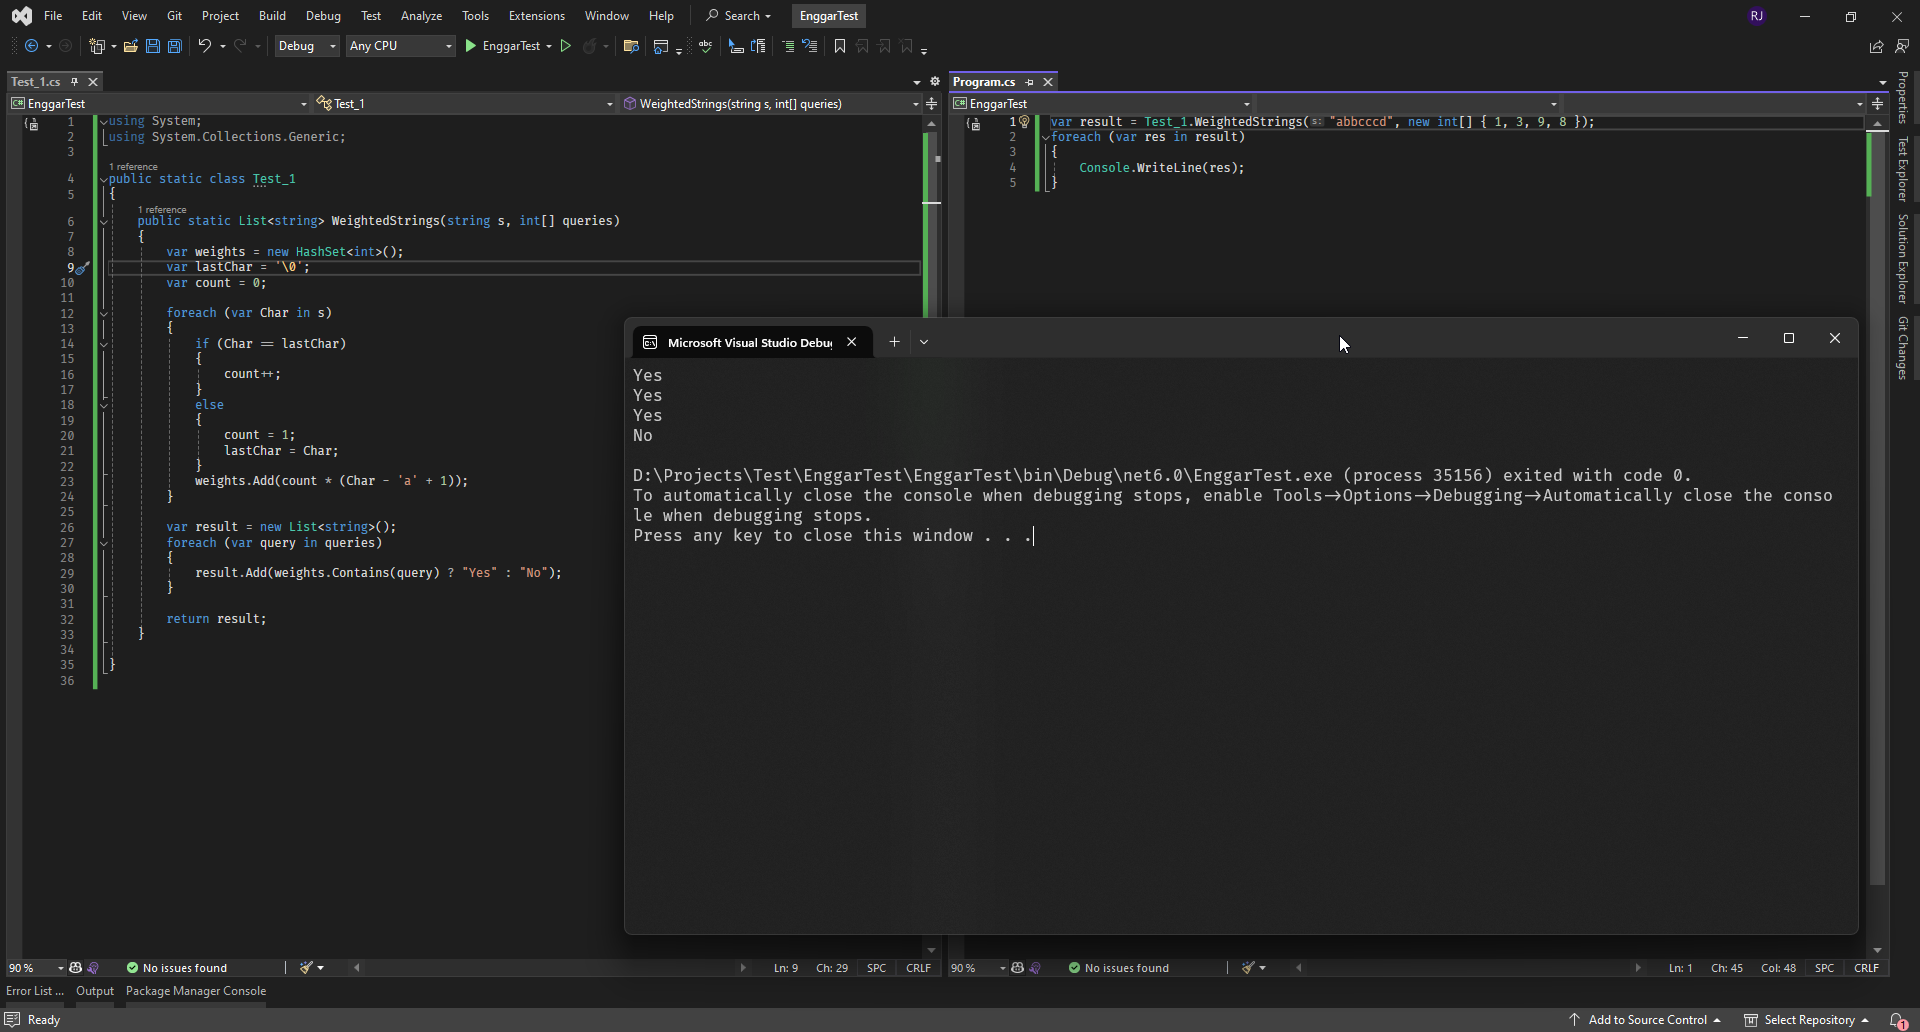 File Edit View Git Project Build Debug Test Analyze Tools Extensions Window Help Search EnggarTest RJ
Debug Any CPU EnggarTest
Test_1.cs
EnggarTest Test_1 WeightedStrings(string s, int[] queries)
1 using System;
2 using System.Collections.Generic;
3
1 reference
4 public static class Test_1
5 {
1 reference
6 public static List<string> WeightedStrings(string s, int[] queries)
7 {
8 var weights = new HashSet<int>();
9 var lastChar = '\0';
10 var count = 0;
11
12 foreach (var Char in s)
13 {
14 if (Char == lastChar)
15 {
16 count++;
17 }
18 else
19 {
20 count = 1;
21 lastChar = Char;
22 }
23 weights.Add(count * (Char - 'a' + 1));
24 }
25
26 var result = new List<string>();
27 foreach (var query in queries)
28 {
29 result.Add(weights.Contains(query) ? "Yes" : "No");
30 }
31
32 return result;
33 }
34
35 }
36
90 % No issues found Ln: 9 Ch: 29 SPC CRLF
Program.cs
EnggarTest
1 var result = Test_1.WeightedStrings(s: "abbcccd", new int[] { 1, 3, 9, 8 });
2 foreach (var res in result)
3 {
4 Console.WriteLine(res);
5 }
Microsoft Visual Studio Debu
Yes
Yes
Yes
No
D:\Projects\Test\EnggarTest\EnggarTest\bin\Debug\net6.0\EnggarTest.exe (process 35156) exited with code 0.
To automatically close the console when debugging stops, enable Tools→Options→Debugging→Automatically close the conso
le when debugging stops.
Press any key to close this window . . .
90 % No issues found Ln: 1 Ch: 45 Col: 48 SPC CRLF
Properties
Test Explorer
Solution Explorer
Git Changes
Error List ... Output Package Manager Console
Ready Add to Source Control Select Repository 1